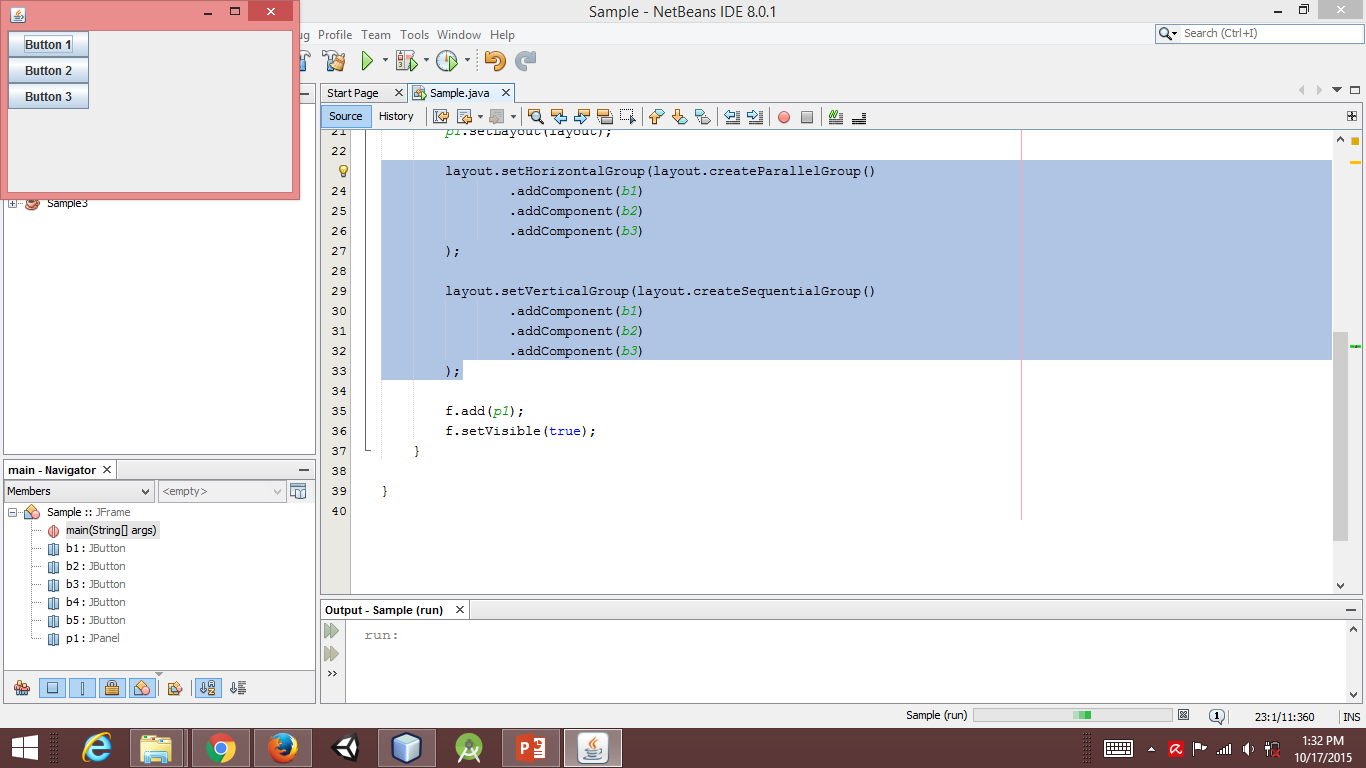 Sample - NetBeans IDE 8.0.1
Profile Team Tools Window Help
Search (Ctrl+I)
Button 1
Button 2
Button 3
Start Page
Sample.java
Source History
21 p1.setLayout(layout);
22
layout.setHorizontalGroup(layout.createParallelGroup()
24 .addComponent(b1)
25 .addComponent(b2)
26 .addComponent(b3)
27 );
28
29 layout.setVerticalGroup(layout.createSequentialGroup()
30 .addComponent(b1)
31 .addComponent(b2)
32 .addComponent(b3)
33 );
34
35 f.add(p1);
36 f.setVisible(true);
37 }
38
39 }
40
Sample3
main - Navigator
Members
<empty>
Sample :: JFrame
main(String[] args)
b1 : JButton
b2 : JButton
b3 : JButton
b4 : JButton
b5 : JButton
p1 : JPanel
Output - Sample (run)
run:
Sample (run)
1
23:1/11:360
INS
1:32 PM
10/17/2015